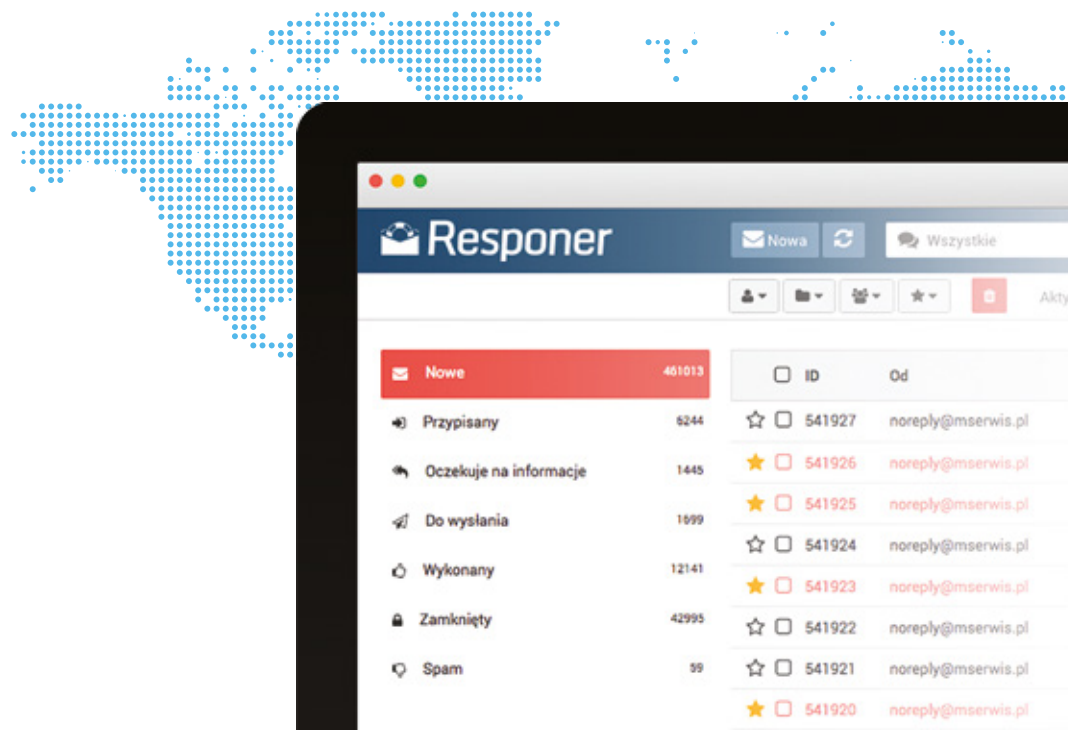 Responer
Nowa
Wszystkie
Akty
Nowe 461013
Przypisany 6244
Oczekuje na informacje 1445
Do wysłania 1699
Wykonany 12141
Zamknięty 42995
Spam 59
ID Od
541927 noreply@mserwis.pl
541926 noreply@mserwis.pl
541925 noreply@mserwis.pl
541924 noreply@mserwis.pl
541923 noreply@mserwis.pl
541922 noreply@mserwis.pl
541921 noreply@mserwis.pl
541920 noreply@mserwis.pl